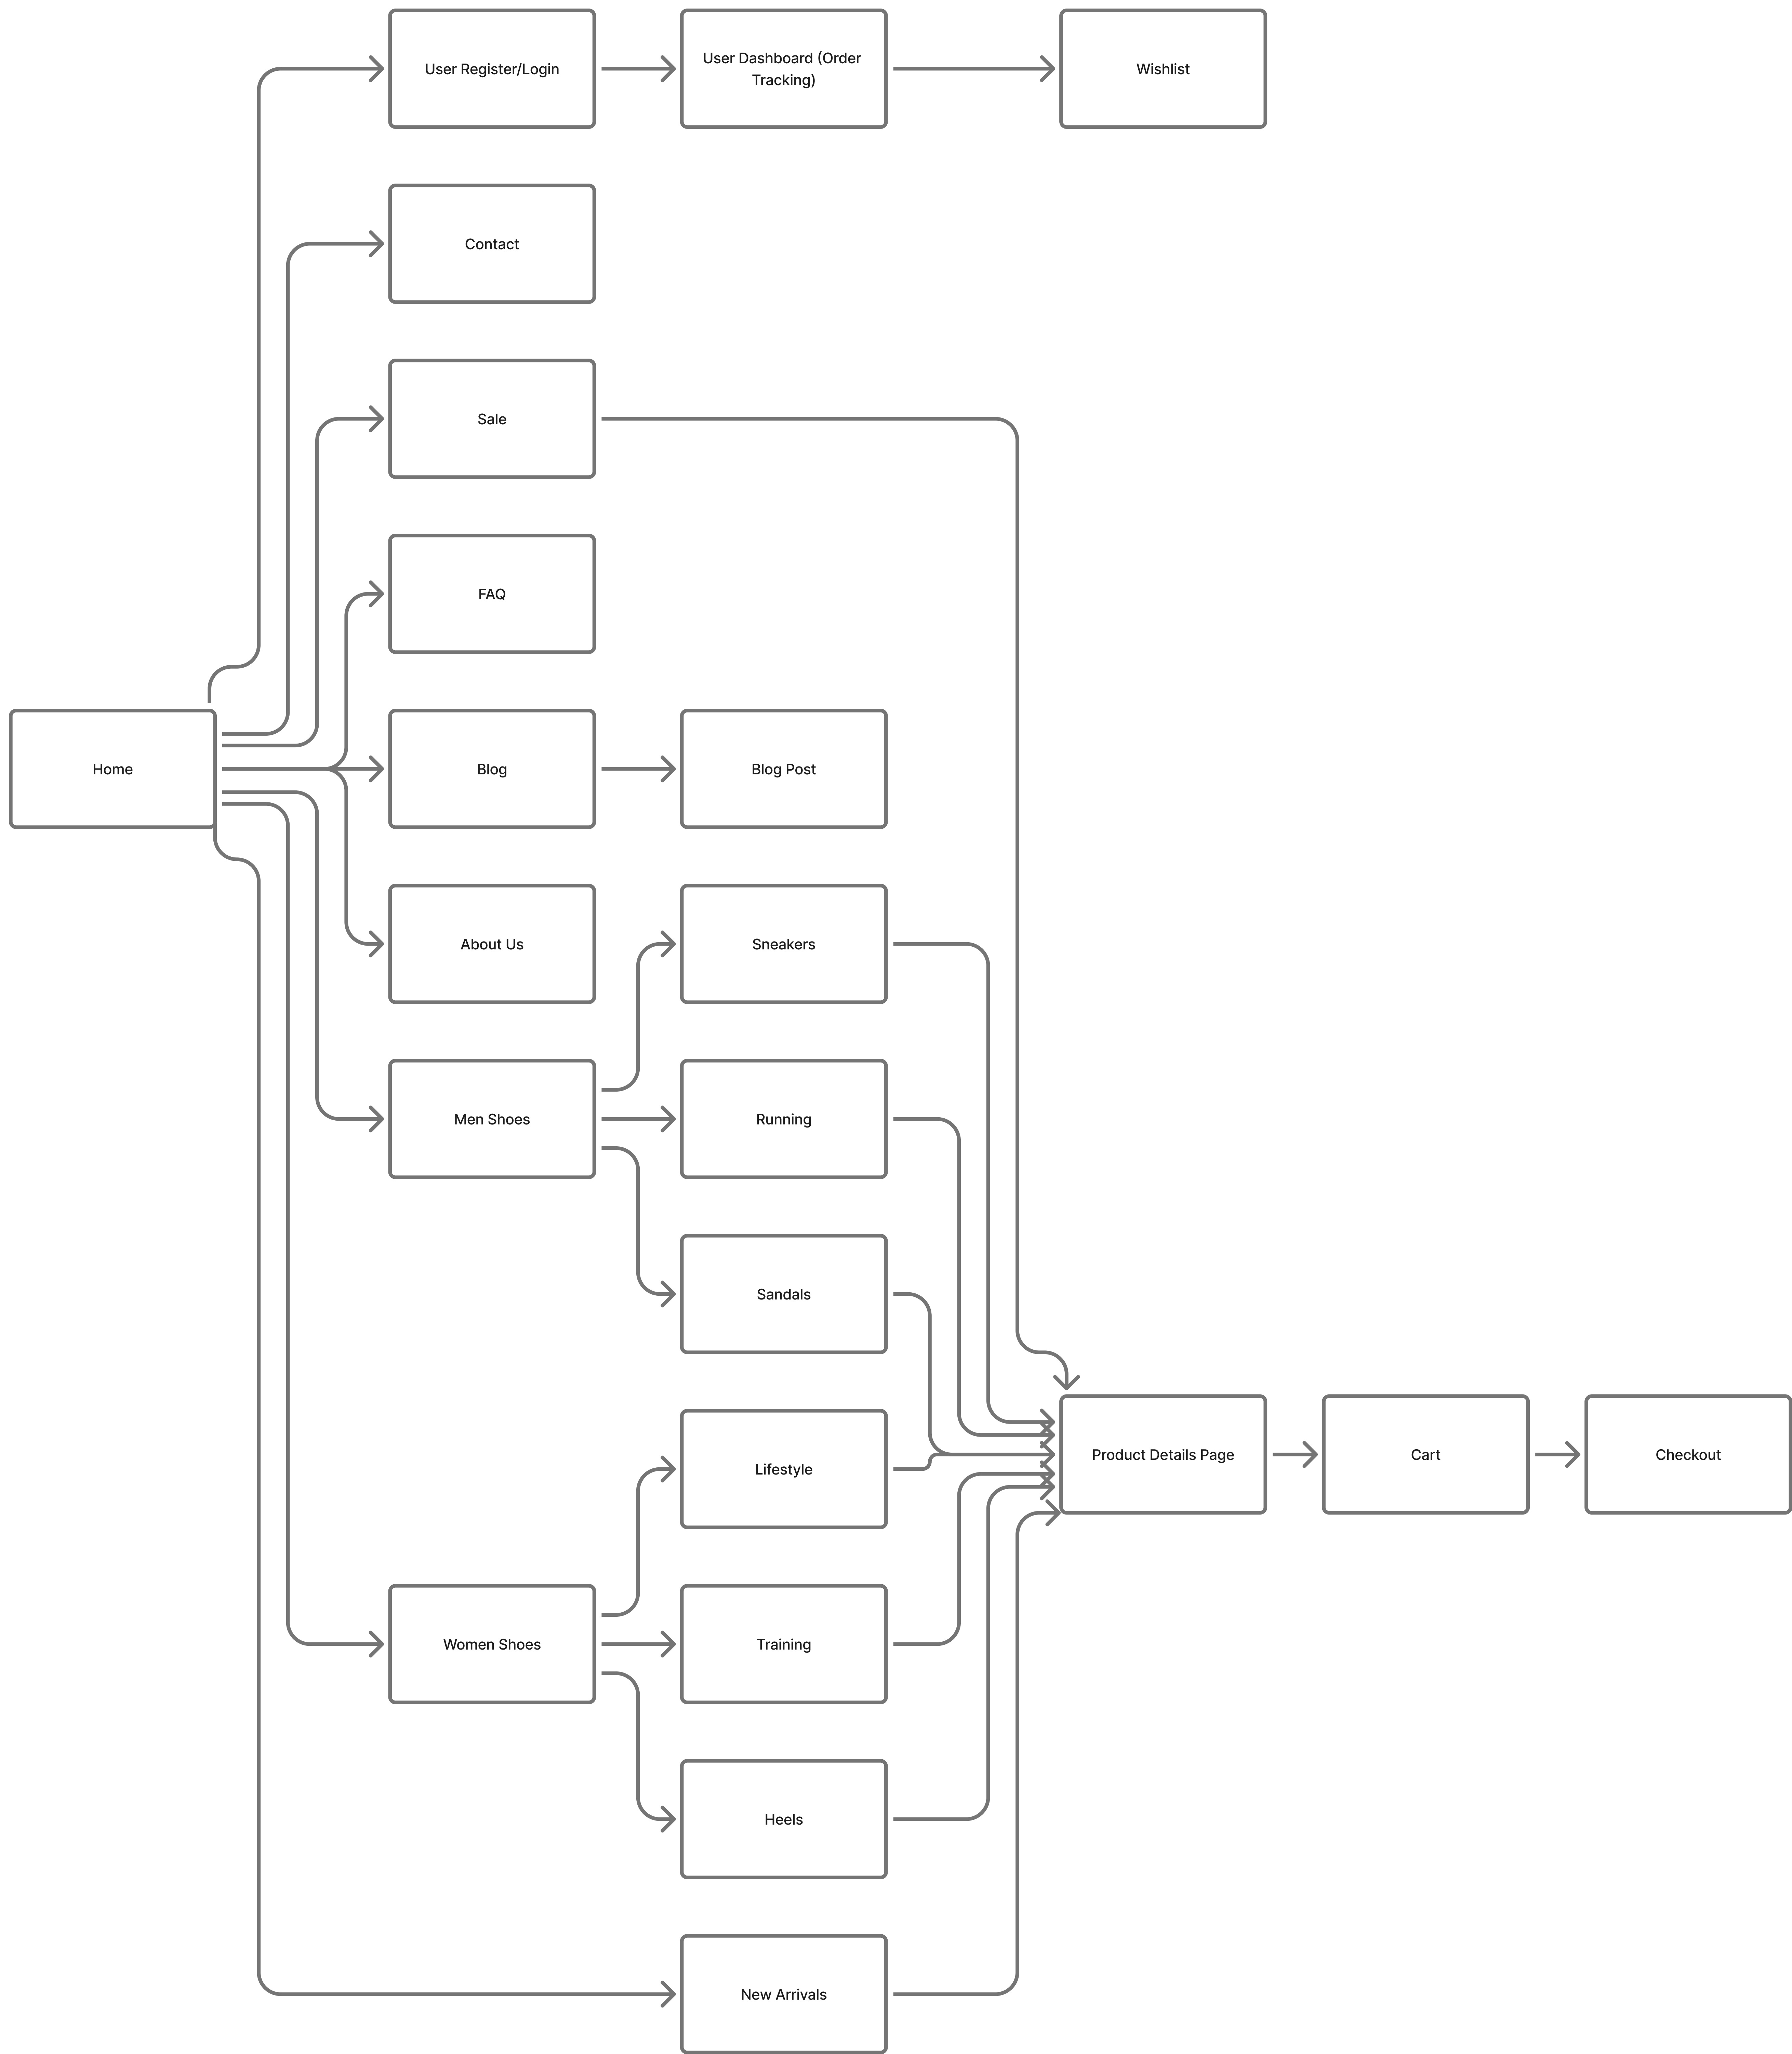 User Register/Login
User Dashboard (Order
Tracking)
Wishlist
Contact
Sale
FAQ
Home
Blog
Blog Post
About Us
Sneakers
Men Shoes
Running
Sandals
Lifestyle
Product Details Page
Cart
Checkout
Women Shoes
Training
Heels
New Arrivals